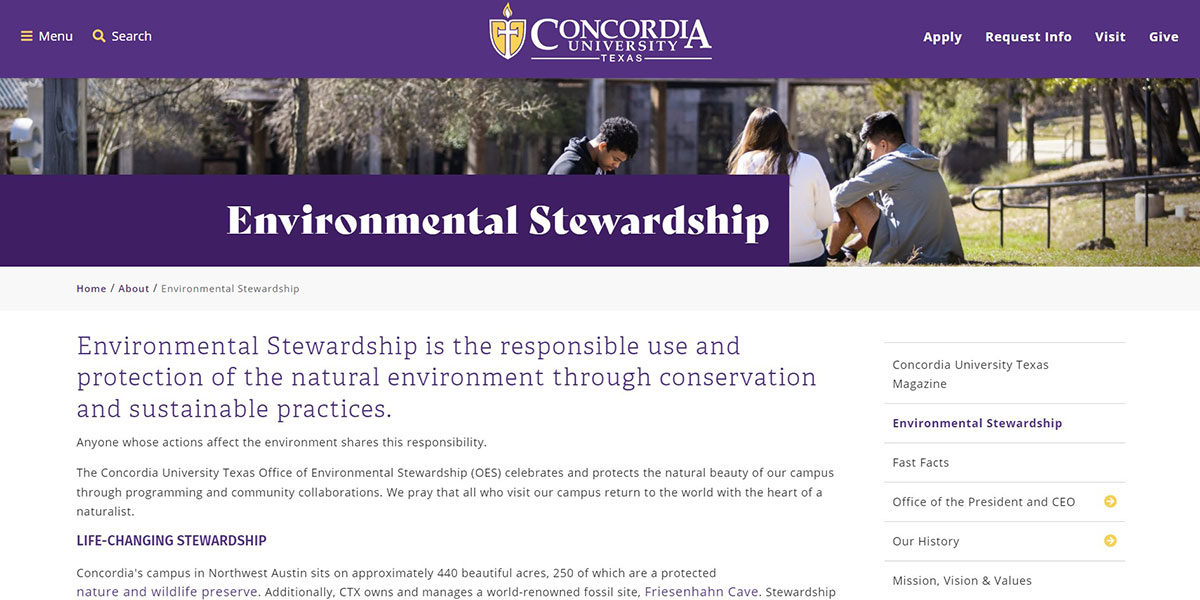 Menu
Search
CONCORDIA
UNIVERSITY
TEXAS
Apply
Request Info
Visit
Give
Environmental Stewardship
Home / About / Environmental Stewardship
Environmental Stewardship is the responsible use and
protection of the natural environment through conservation
and sustainable practices.
Anyone whose actions affect the environment shares this responsibility.
The Concordia University Texas Office of Environmental Stewardship (OES) celebrates and protects the natural beauty of our campus
through programming and community collaborations. We pray that all who visit our campus return to the world with the heart of a
naturalist.
LIFE-CHANGING STEWARDSHIP
Concordia's campus in Northwest Austin sits on approximately 440 beautiful acres, 250 of which are a protected
nature and wildlife preserve. Additionally, CTX owns and manages a world-renowned fossil site, Friesenhahn Cave. Stewardship
Concordia University Texas
Magazine
Environmental Stewardship
Fast Facts
Office of the President and CEO
Our History
Mission, Vision & Values